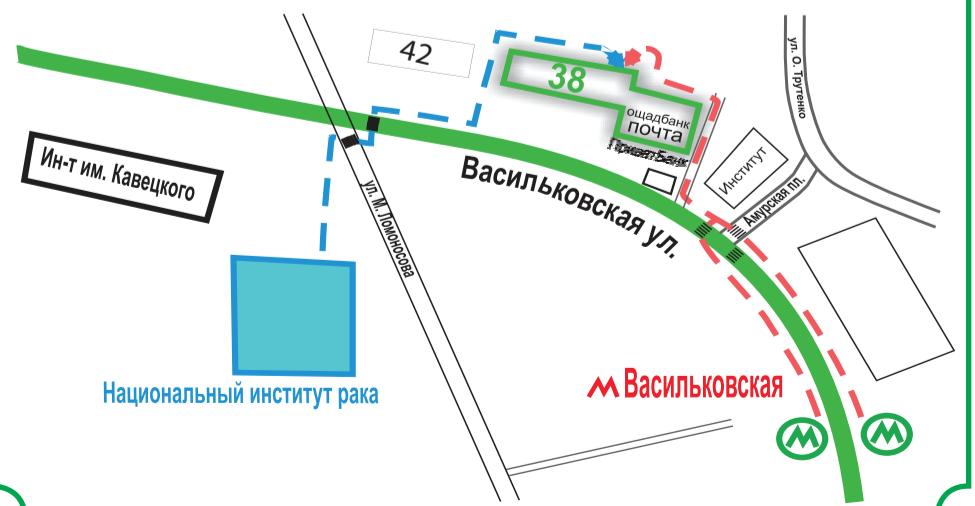 42
38
ощадбанк
почта
ПриватБанк
ул. О. Трутенко
Институт
Амурская пл.
Ин-т им. Кавецкого
Васильковская ул.
ул. М. Ломоносова
Национальный институт рака
М Васильковская
М
М